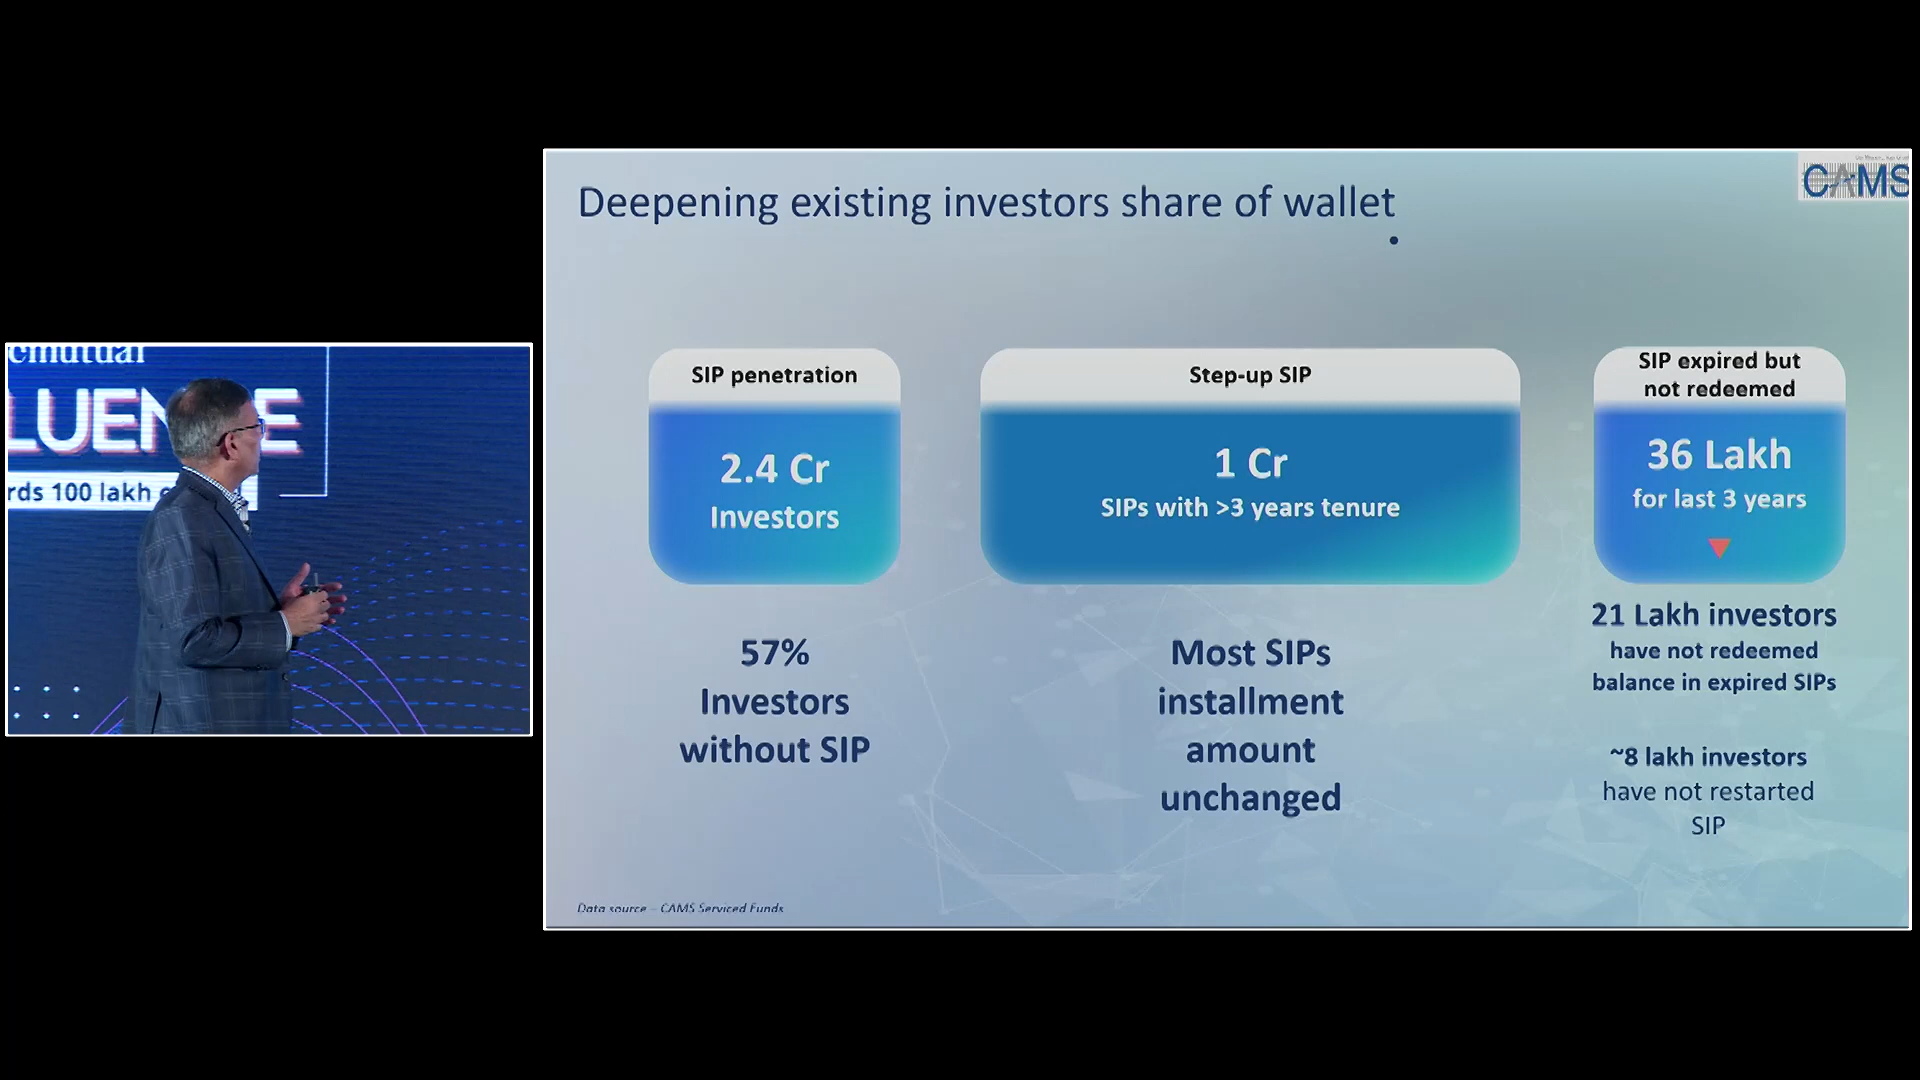 cmutual
LUEN E
rds 100 lakh
Deepening existing investors share of wallet
CAMS
SIP penetration
2.4 Cr
Investors
57%
Investors
without SIP
Step-up SIP
1 Cr
SIPs with >3 years tenure
Most SIPs
installment
amount
unchanged
SIP expired but
not redeemed
36 Lakh
for last 3 years
21 Lakh investors
have not redeemed
balance in expired SIPs
~8 lakh investors
have not restarted
SIP
Data source – CAMS Serviced Funds